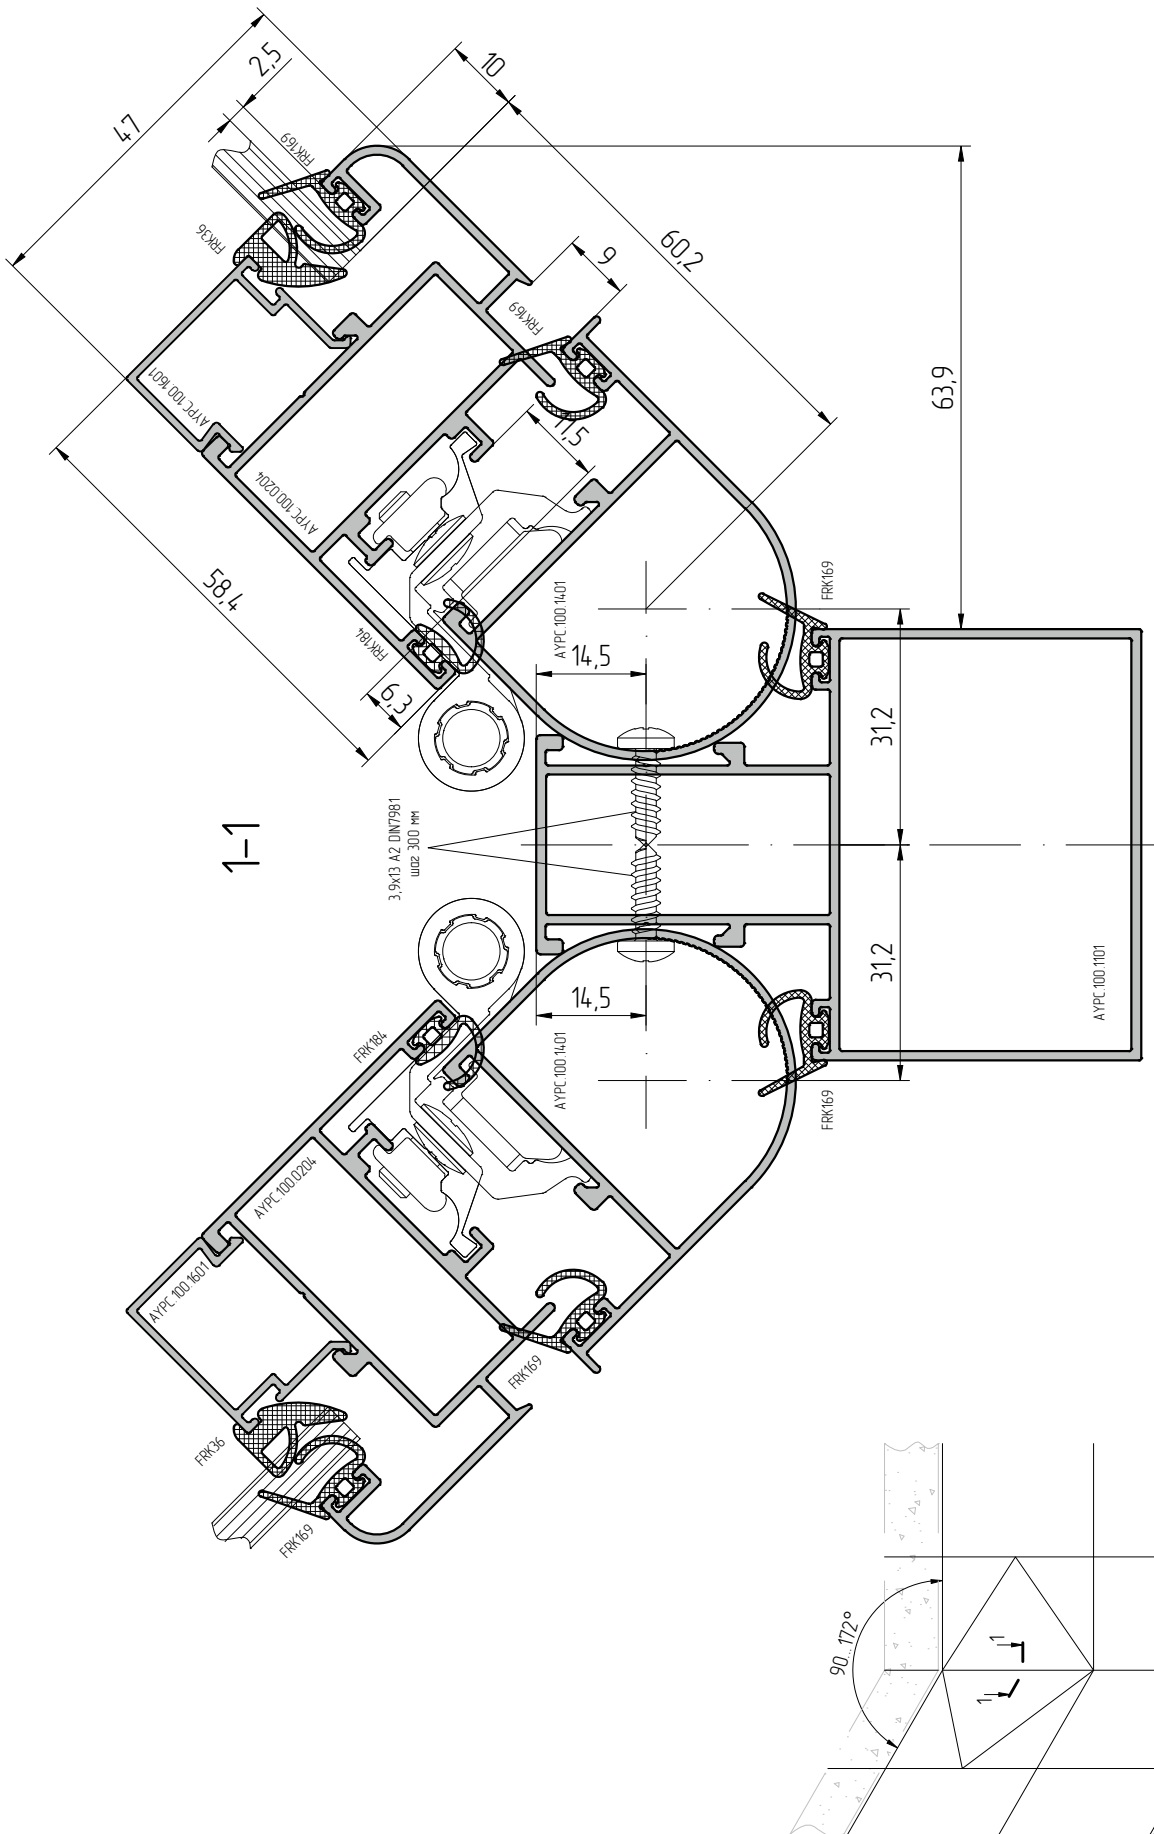 47
2,5
10
FRK169
FRK36
60,2
9
FRK169
63,9
AYPC.100.1601
AYPC.100.0204
11,5
58,4
FRK184
6,3
AYPC.100.1401
14,5
FRK169
31,2
1-1
3,9x13 A2 DIN7981
шаг 300 мм
31,2
14,5
AYPC.100.1401
FRK184
AYPC.100.1101
FRK169
AYPC.100.0204
AYPC.100.1601
FRK169
FRK36
FRK169
90...172°
1
1